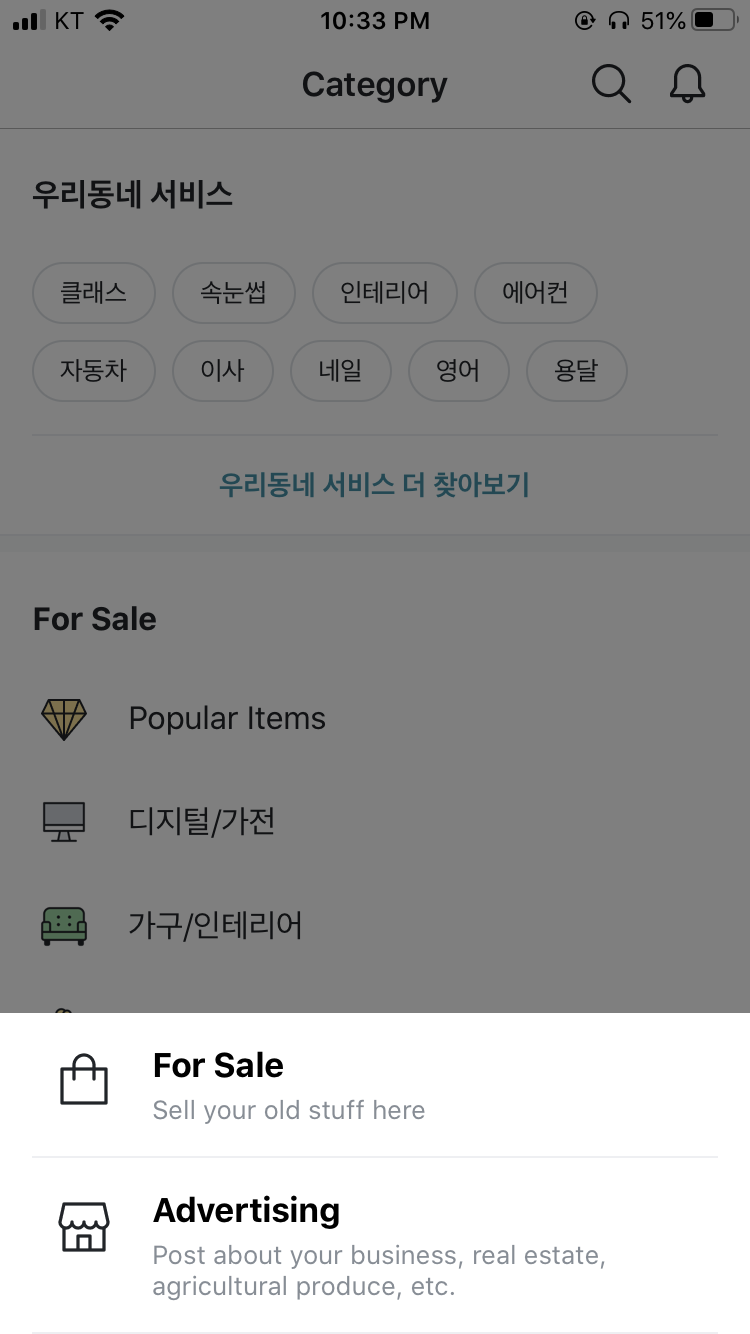 KT 10:33 PM 51%
Category
우리동네 서비스
클래스 속눈썹 인테리어 에어컨
자동차 이사 네일 영어 용달
우리동네 서비스 더 찾아보기
For Sale
Popular Items
디지털/가전
가구/인테리어
For Sale
Sell your old stuff here
Advertising
Post about your business, real estate,
agricultural produce, etc.